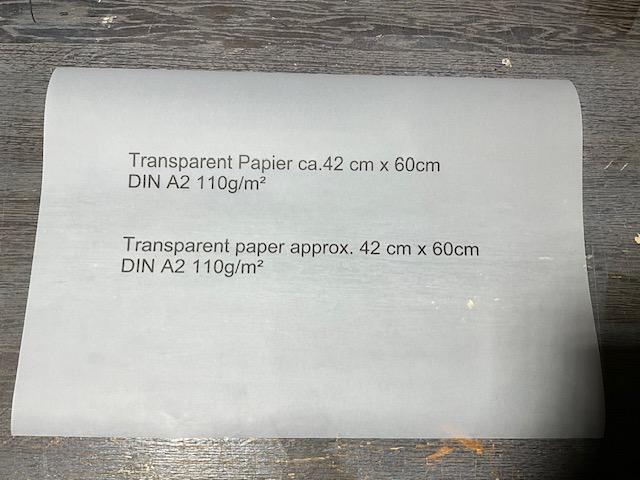 Transparent Papier ca.42 cm x 60cm
DIN A2 110g/m²
Transparent paper approx. 42 cm x 60cm
DIN A2 110g/m²